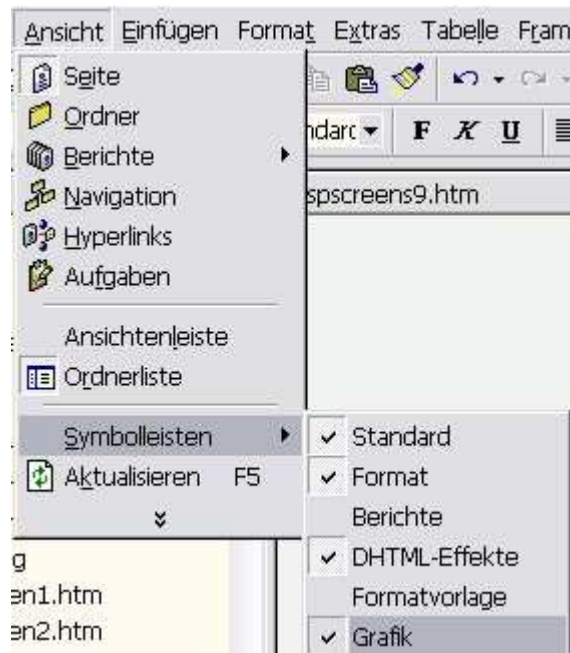 Ansicht Einfügen Format Extras Tabelle Fram
Seite
Ordner
Berichte
Navigation
Hyperlinks
Aufgaben
Ansichtenleiste
Ordnerliste
Symbolleisten
Aktualisieren F5
ndarc
F K U
spscreens9.htm
Standard
Format
Berichte
DHTML-Effekte
Formatvorlage
Grafik
g
en1.htm
en2.htm